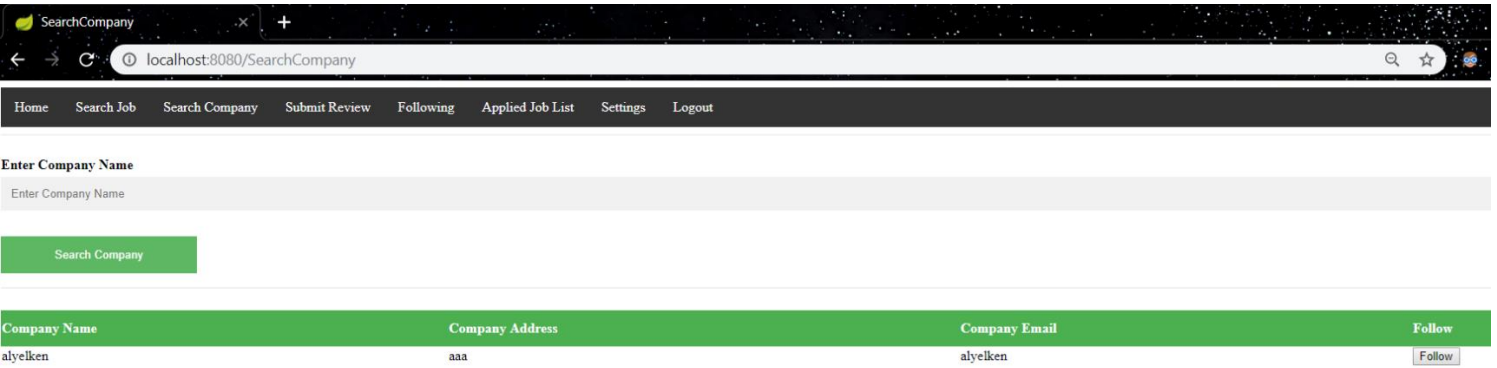 SearchCompany
localhost:8080/SearchCompany
Home Search Job Search Company Submit Review Following Applied Job List Settings Logout
Enter Company Name
Enter Company Name
Search Company
Company Name Company Address Company Email Follow
alyelken aaa alyelken Follow